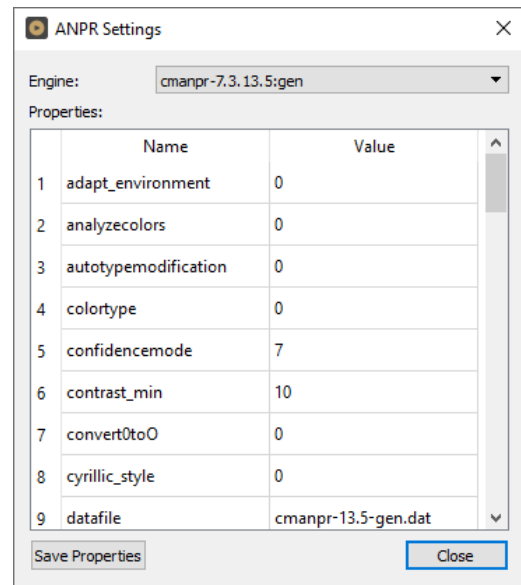 ANPR Settings
Engine: cmanpr-7.3.13.5:gen
Properties:
Name Value
1 adapt_environment 0
2 analyzecolors 0
3 autotypemodification 0
4 colortype 0
5 confidencemode 7
6 contrast_min 10
7 convert0toO 0
8 cyrillic_style 0
9 datafile cmanpr-13.5-gen.dat
Save Properties Close